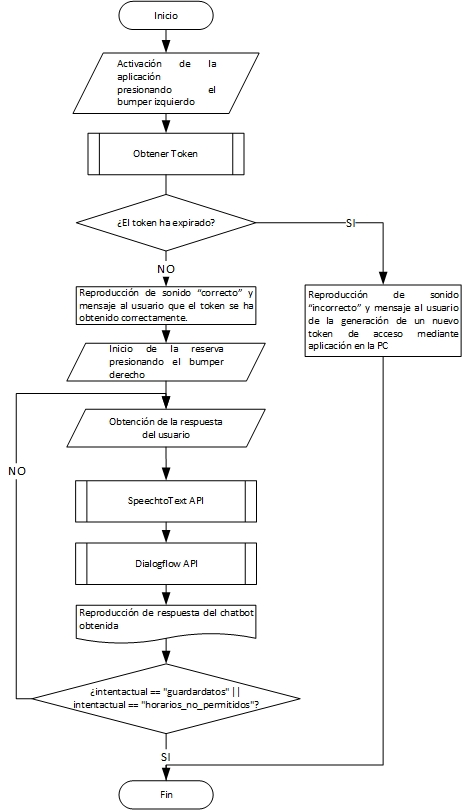 Inicio
Activación de la
aplicación
presionando el
bumper izquierdo
Obtener Token
¿El token ha expirado?
SI
NO
Reproducción de sonido “correcto” y
mensaje al usuario que el token se ha
obtenido correctamente.
Reproducción de sonido
“incorrecto” y mensaje al usuario
de la generación de un nuevo
token de acceso mediante
aplicación en la PC
Inicio de la reserva
presionando el bumper
derecho
Obtención de la respuesta
del usuario
NO
SpeechtoText API
Dialogflow API
Reproducción de respuesta del chatbot
obtenida
¿intentactual == "guardardatos" ||
intentactual == "horarios_no_permitidos"?
SI
Fin